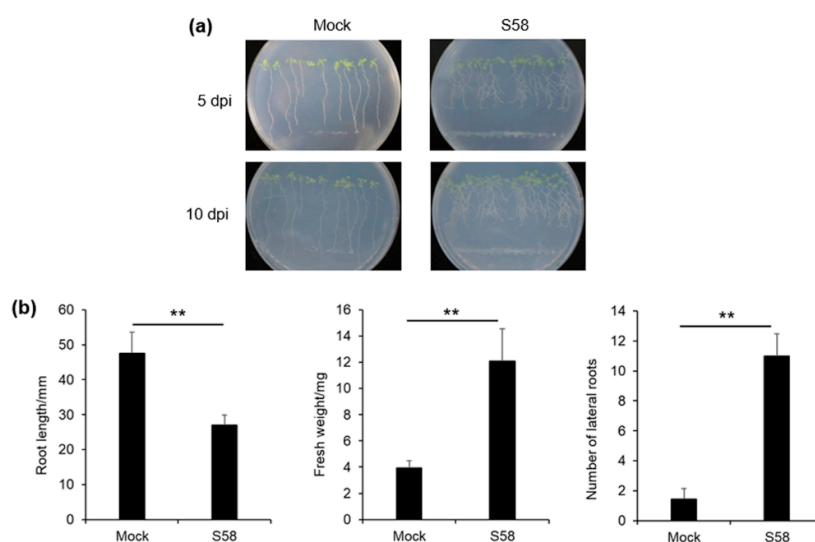 (a)
Mock
S58
5 dpi
10 dpi
(b)
Root length/mm
60
50
40
30
20
10
0
**
Mock
S58
Fresh weight/mg
16
14
12
10
8
6
4
2
0
**
Mock
S58
Number of lateral roots
14
12
10
8
6
4
2
0
**
Mock
S58